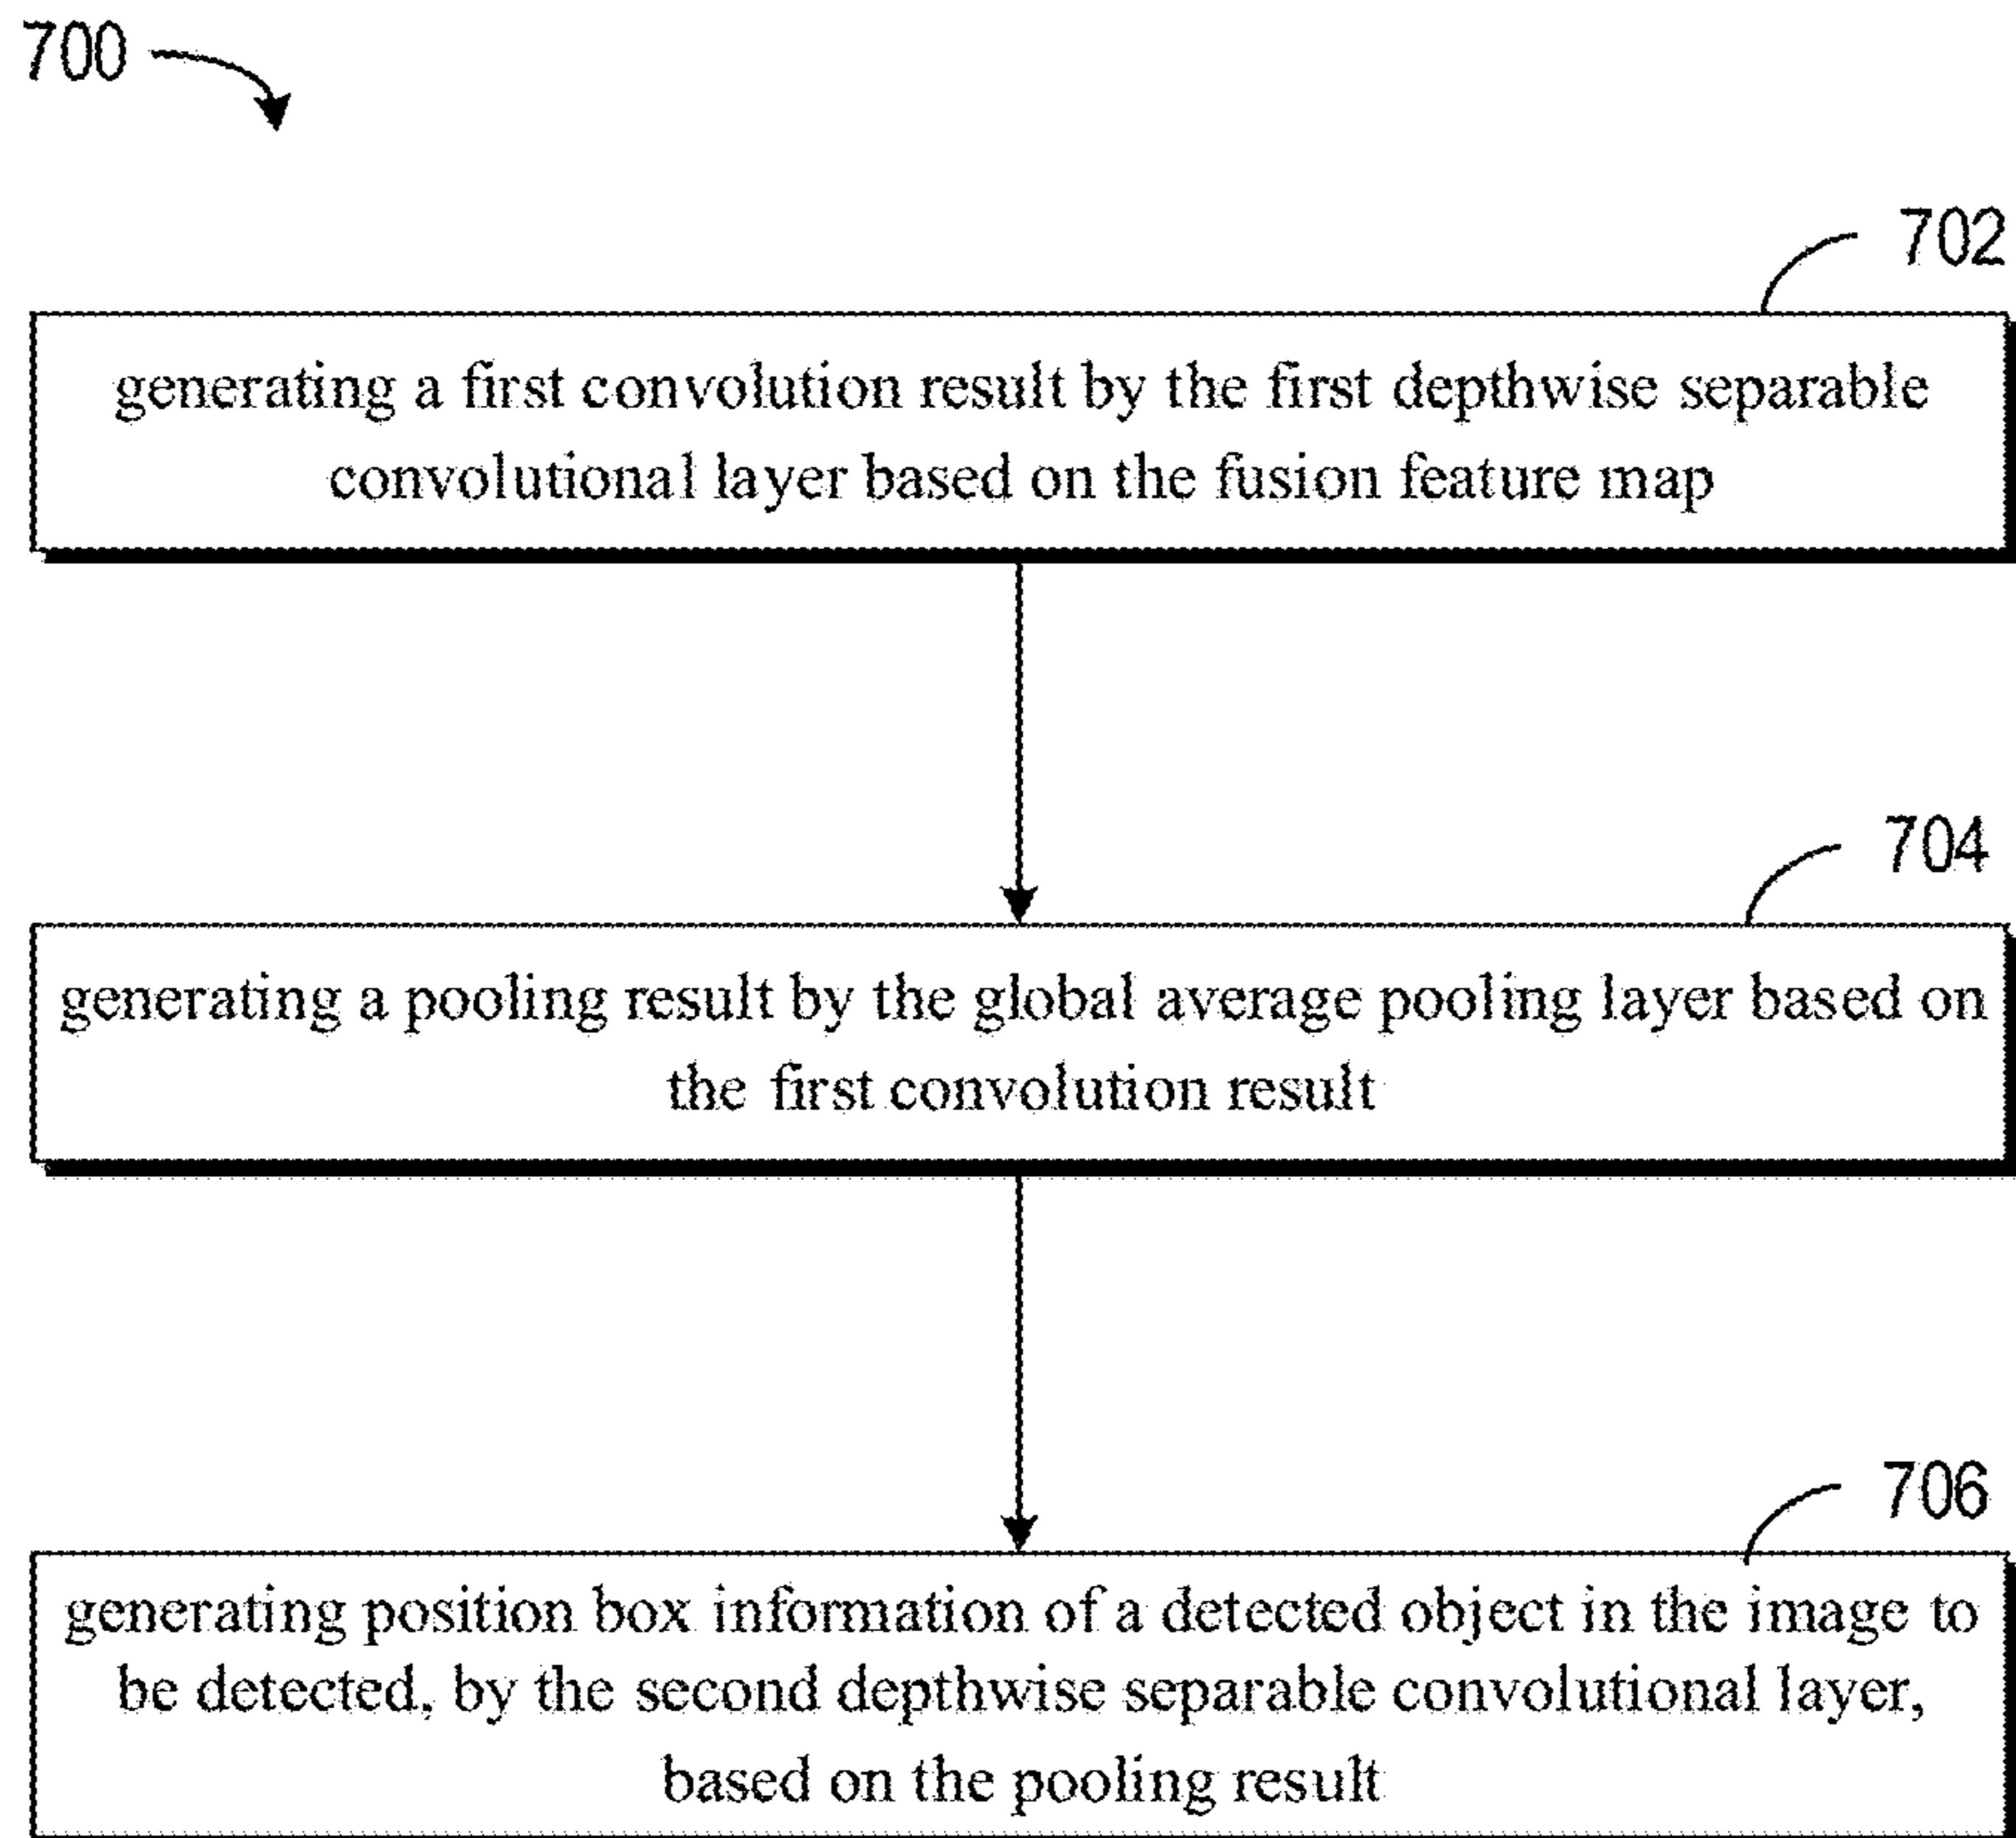 700
702
generating a first convolution result by the first depthwise separable
convolutional layer based on the fusion feature map
704
generating a pooling result by the global average pooling layer based on
the first convolution result
706
generating position box information of a detected object in the image to
be detected, by the second depthwise separable convolutional layer,
based on the pooling result